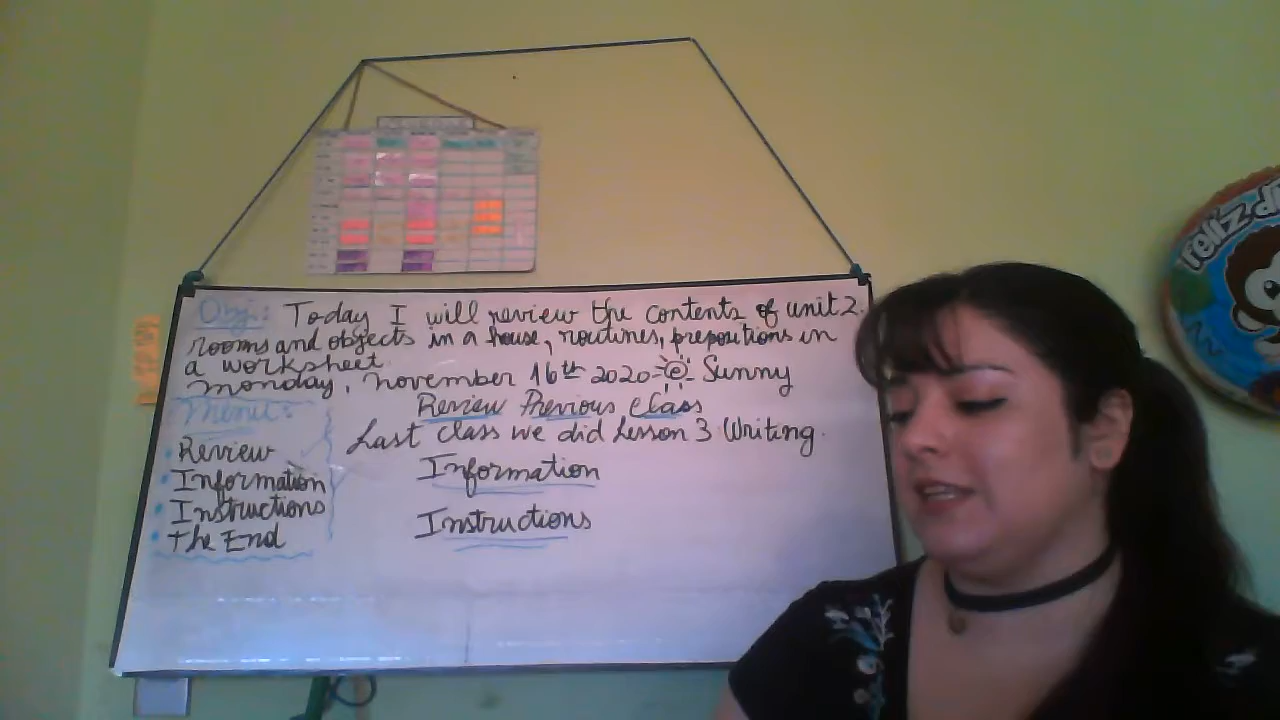 Obj: Today I will review the contents of unit 2.
rooms and objects in a house, routines, prepositions in
a worksheet.
Monday, November 16th 2020 Sunny
Menu:
• Review
• Information
• Instructions
• The End
Review Previous Class
Last class we did Lesson 3 Writing.
Information
Instructions
Feliz dí